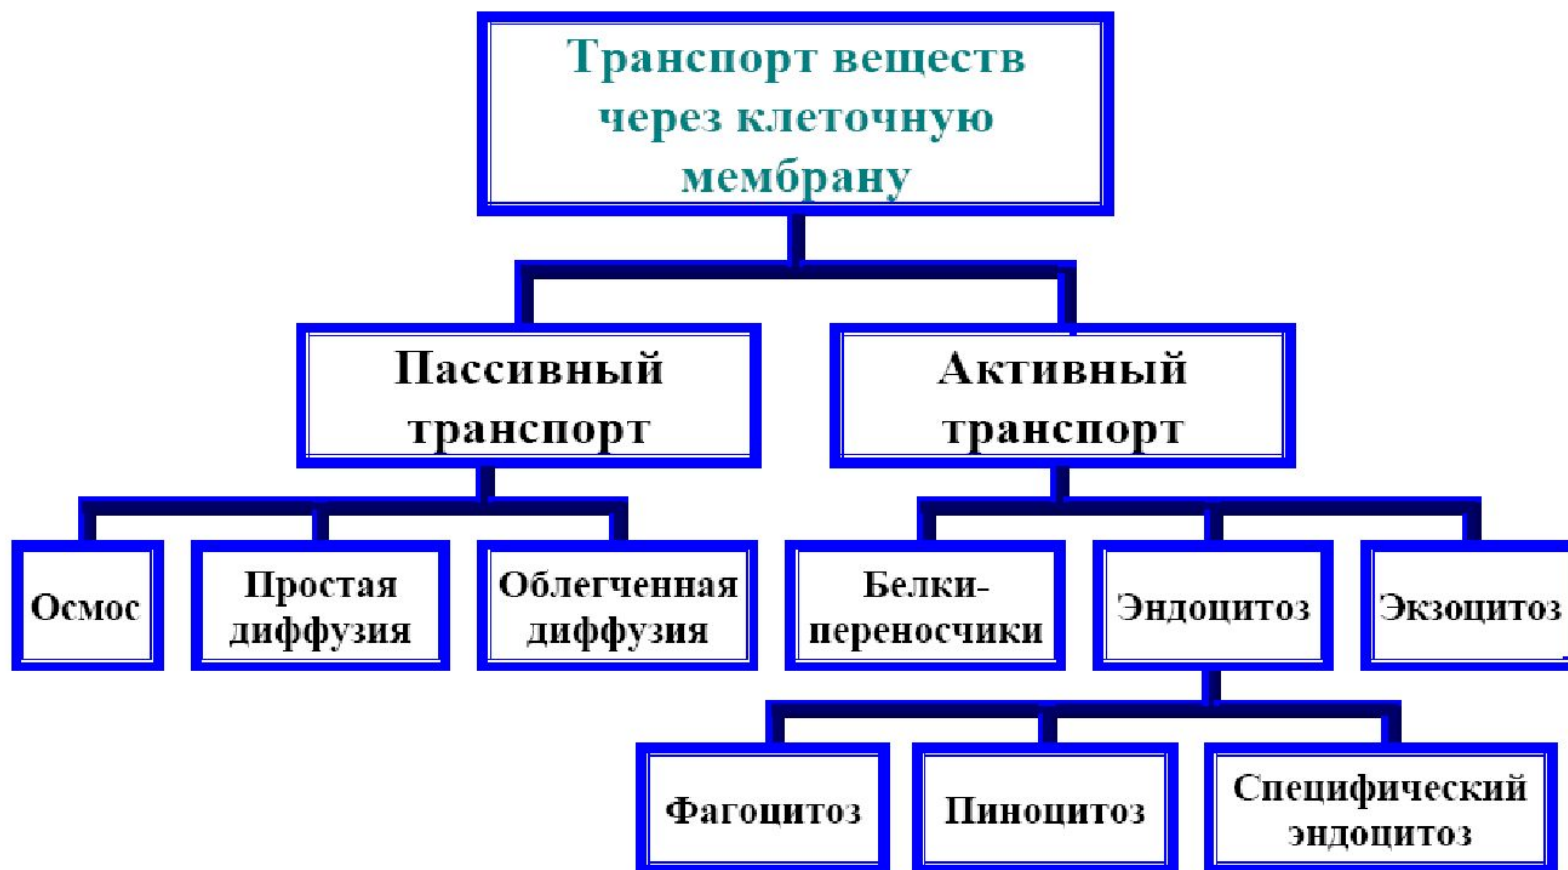 Транспорт веществ
через клеточную
мембрану
Пассивный
транспорт
Активный
транспорт
Осмос
Простая
диффузия
Облегченная
диффузия
Белки-
переносчики
Эндоцитоз
Экзоцитоз
Фагоцитоз
Пиноцитоз
Специфический
эндоцитоз